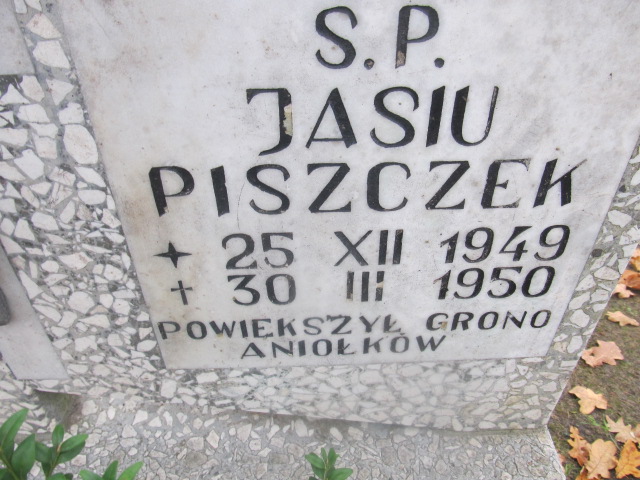 S.P.
JASIU
PISZCZEK
25 XII 1949
† 30 III 1950
POWIEKSZYŁ GRONO
ANIOŁKÓW